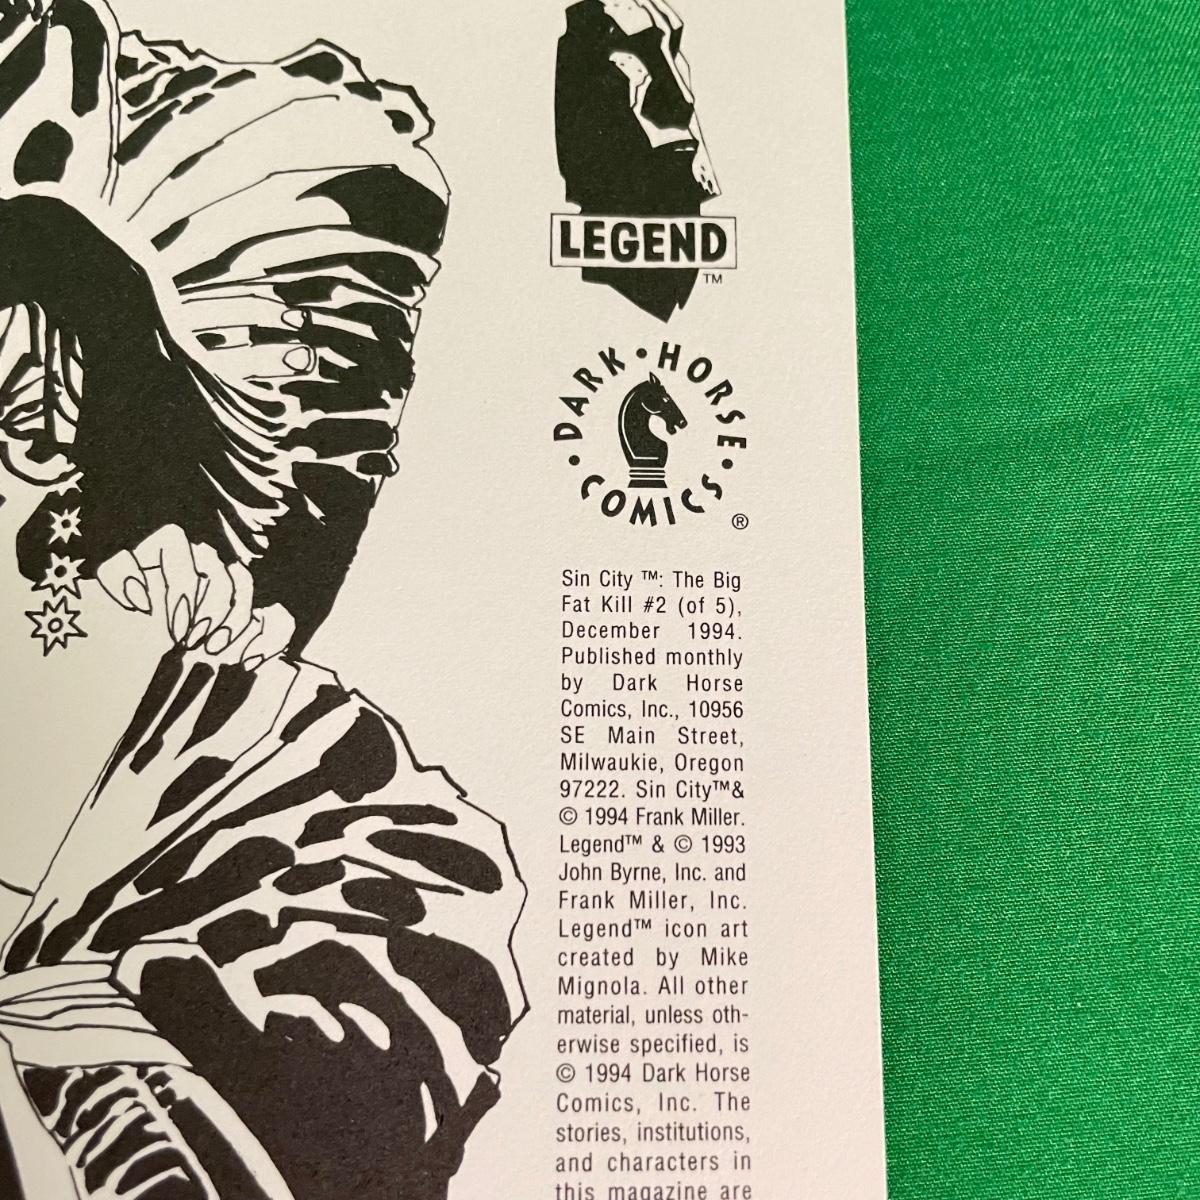 LEGEND
TM
DARK • HORSE • COMICS •
®
Sin City ™: The Big
Fat Kill #2 (of 5),
December 1994.
Published monthly
by Dark Horse
Comics, Inc., 10956
SE Main Street,
Milwaukie, Oregon
97222. Sin City™&
© 1994 Frank Miller.
Legend™ & © 1993
John Byrne, Inc. and
Frank Miller, Inc.
Legend™ icon art
created by Mike
Mignola. All other
material, unless oth-
erwise specified, is
© 1994 Dark Horse
Comics, Inc. The
stories, institutions,
and characters in
this magazine are